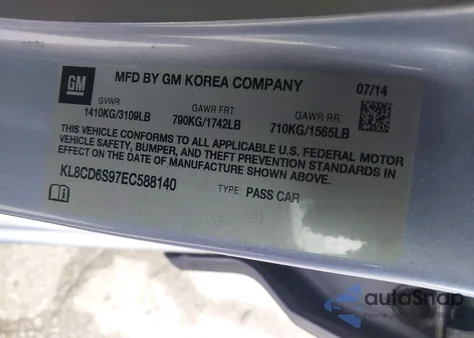 GM MFD BY GM KOREA COMPANY 07/14
GVWR GAWR FRT. GAWR RR.
1410KG/3109LB 790KG/1742LB 710KG/1565LB
THIS VEHICLE CONFORMS TO ALL APPLICABLE U.S. FEDERAL MOTOR
VEHICLE SAFETY, BUMPER, AND THEFT PREVENTION STANDARDS
IN EFFECT ON THE DATE OF MANUFACTURE SHOWN ABOVE.
KL8CD6S97EC588140 TYPE: PASS CAR
autoSnap